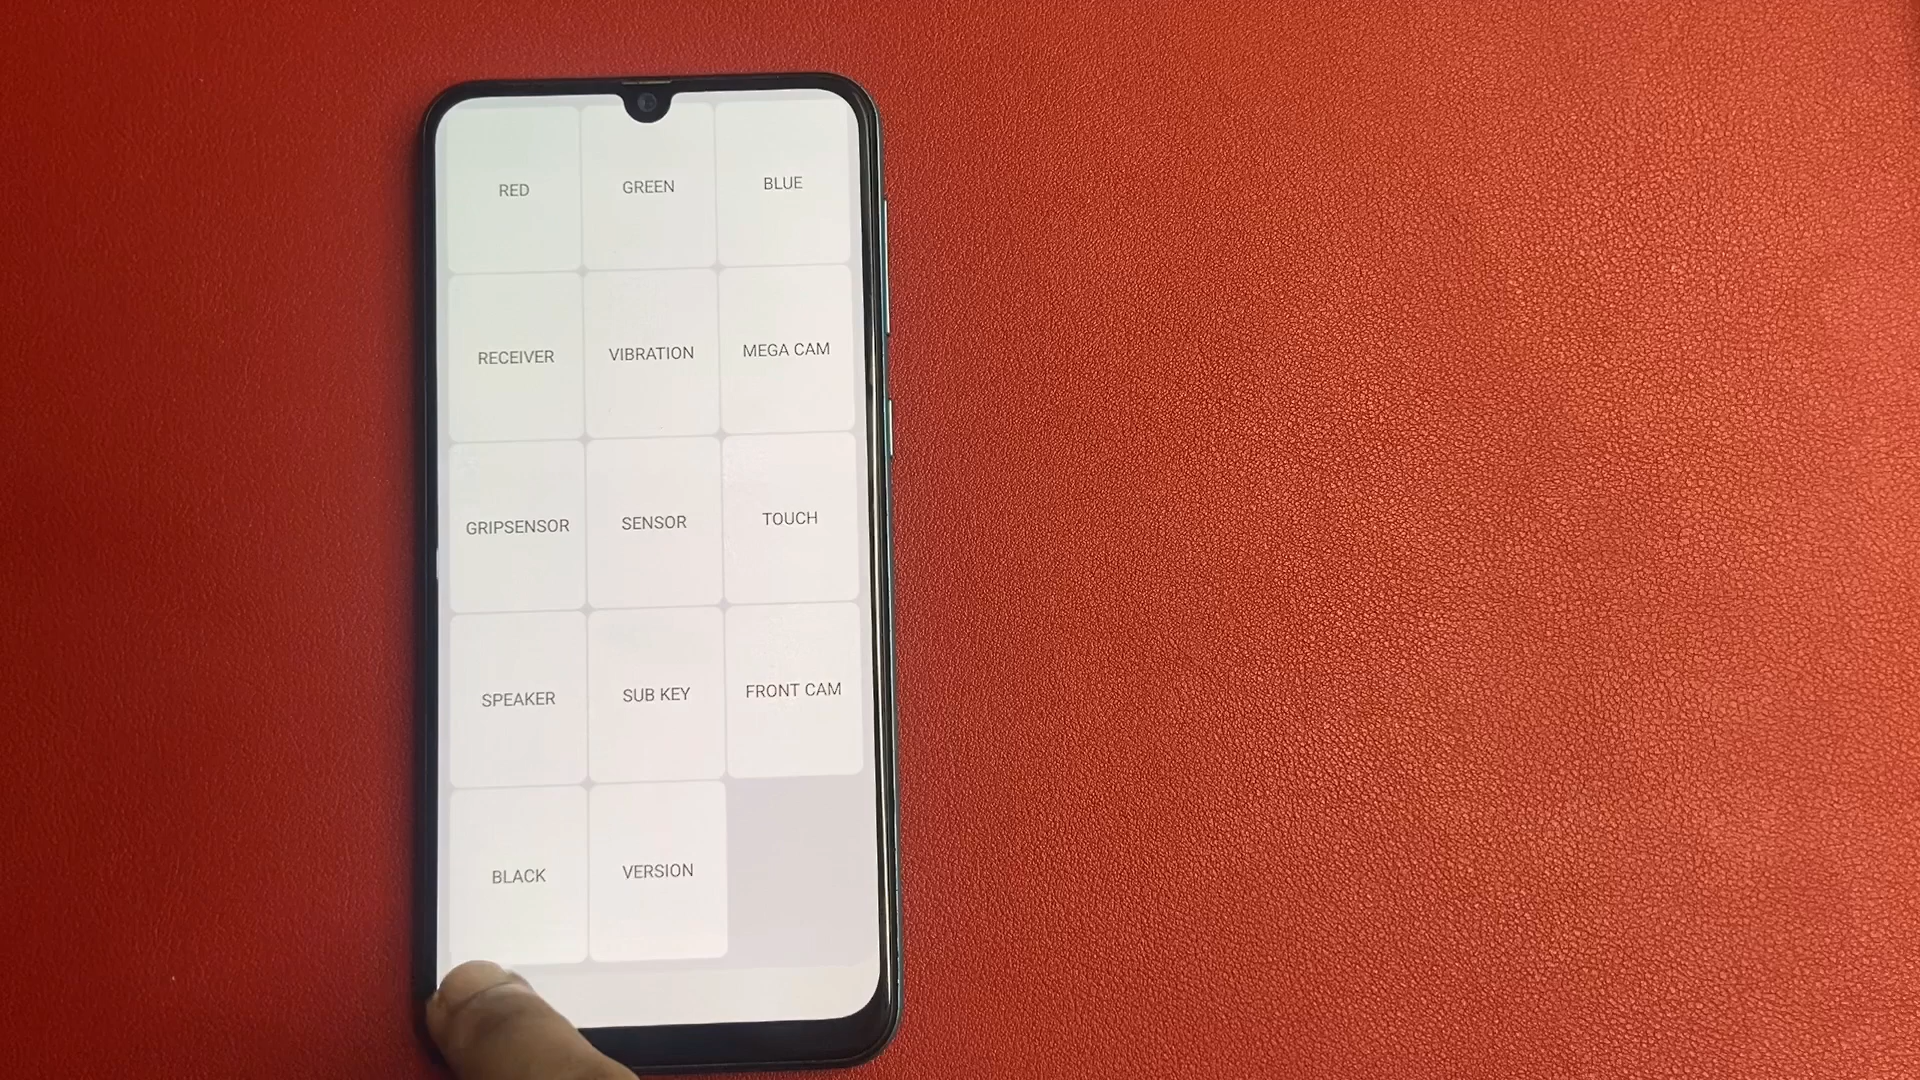 RED GREEN BLUE
RECEIVER VIBRATION MEGA CAM
GRIPSENSOR SENSOR TOUCH
SPEAKER SUB KEY FRONT CAM
BLACK VERSION